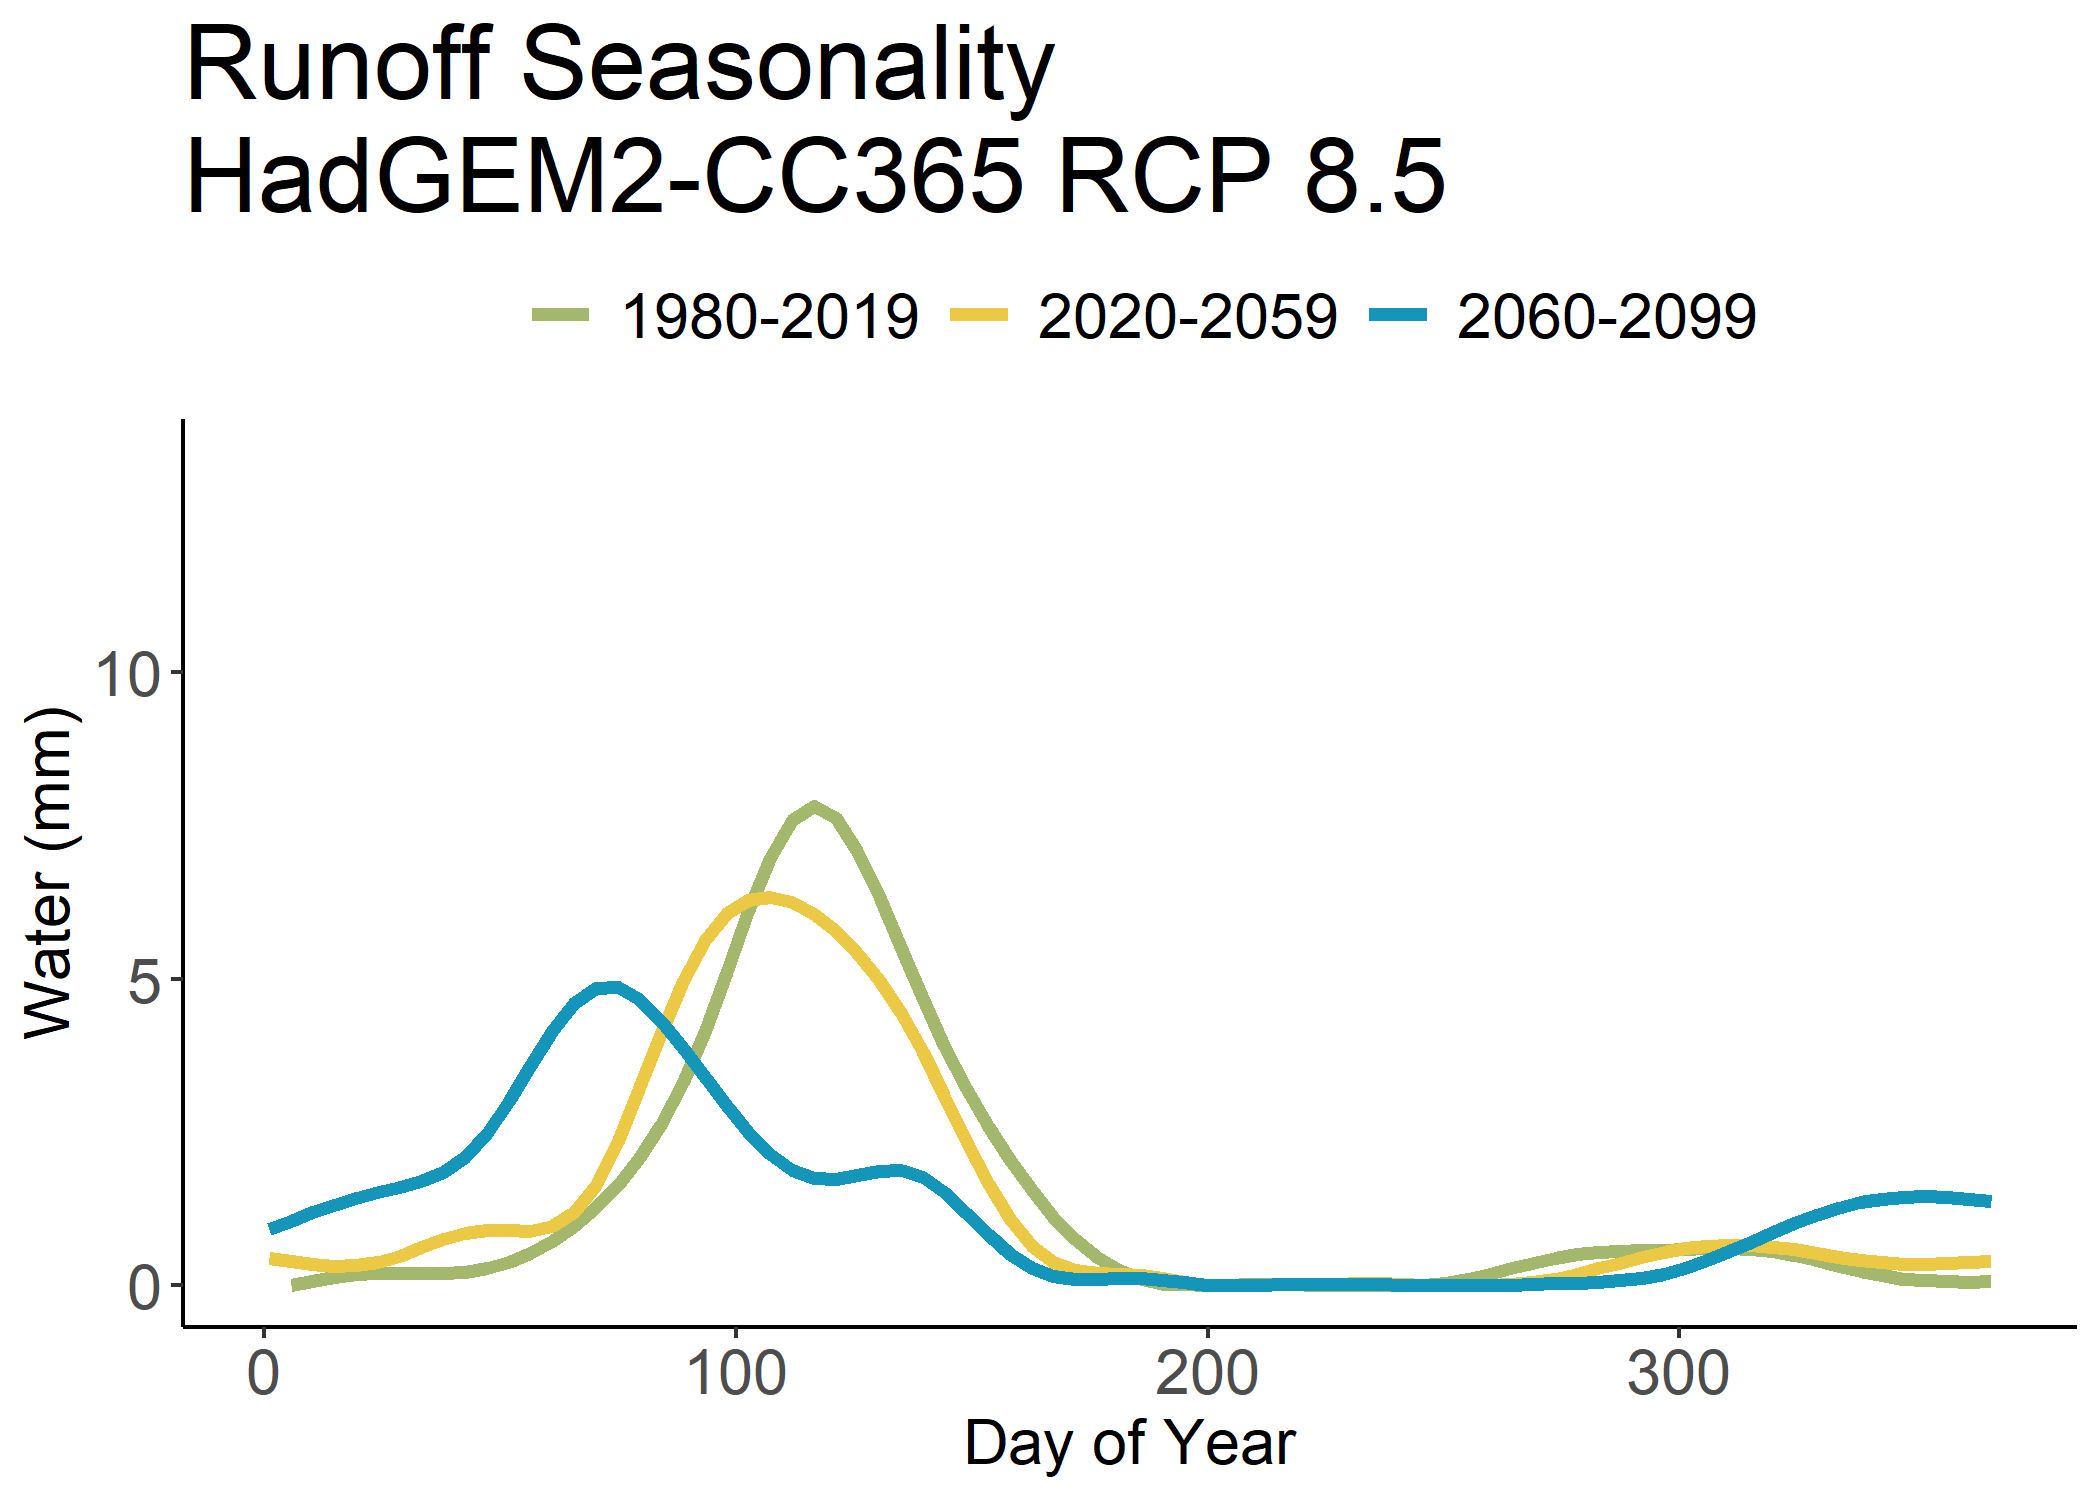 Runoff Seasonality
HadGEM2-CC365 RCP 8.5
1980-2019 2020-2059 2060-2099
Water (mm)
10
5
0
0 100 200 300
Day of Year